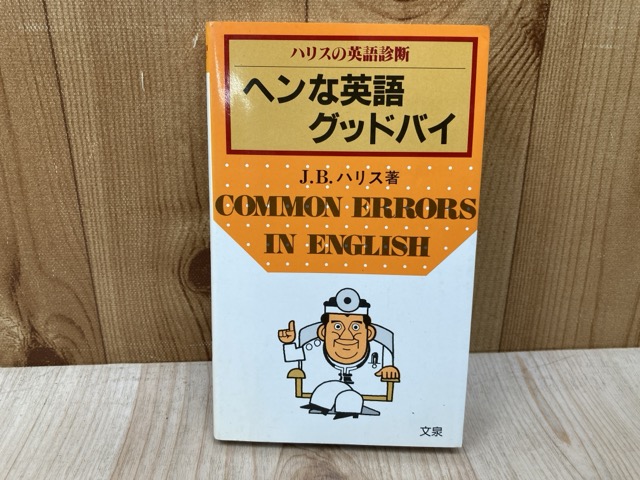 ハリスの英語診断
ヘンな英語
グッドバイ
J.B.ハリス著
COMMON ERRORS
IN ENGLISH
文泉